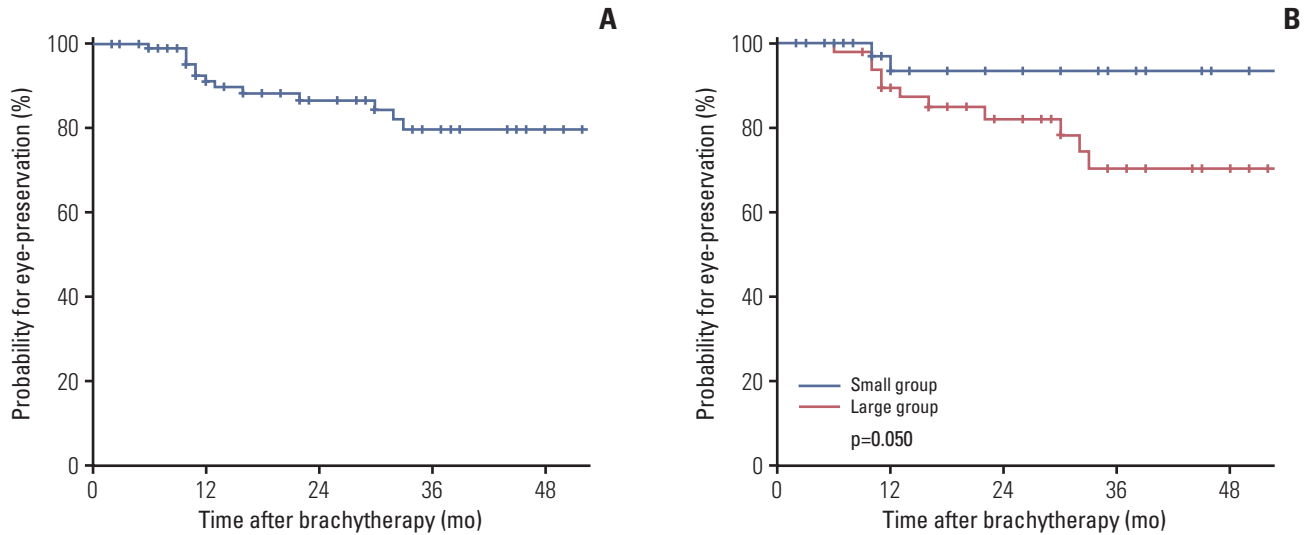 A
Probability for eye-preservation (%)
100
80
60
40
20
0
0 12 24 36 48
Time after brachytherapy (mo)
B
Probability for eye-preservation (%)
100
80
60
40
20
0
Small group
Large group
p=0.050
0 12 24 36 48
Time after brachytherapy (mo)